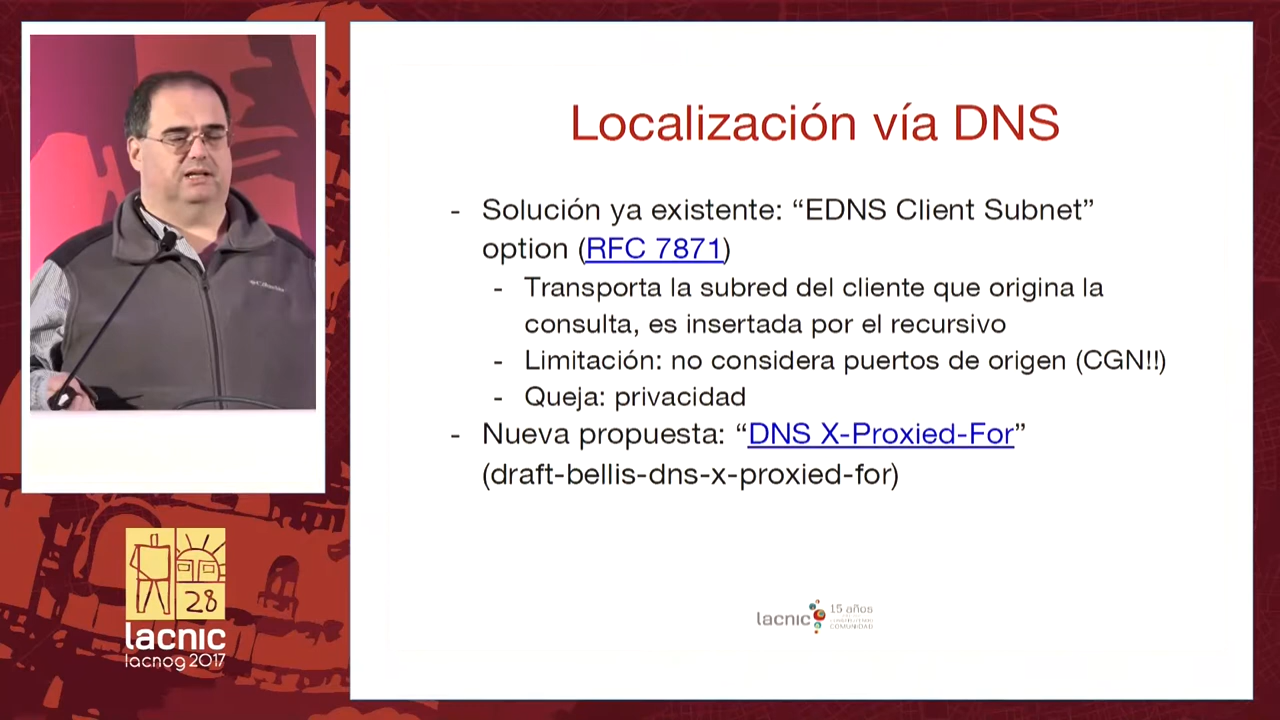 Localización vía DNS
- Solución ya existente: “EDNS Client Subnet”
option (RFC 7871)
- Transporta la subred del cliente que origina la
consulta, es insertada por el recursivo
- Limitación: no considera puertos de origen (CGN!!)
- Queja: privacidad
- Nueva propuesta: “DNS X-Proxied-For”
(draft-bellis-dns-x-proxied-for)
lacnic 15 años
COMUNIDAD
28
lacnic
lacnog 2017